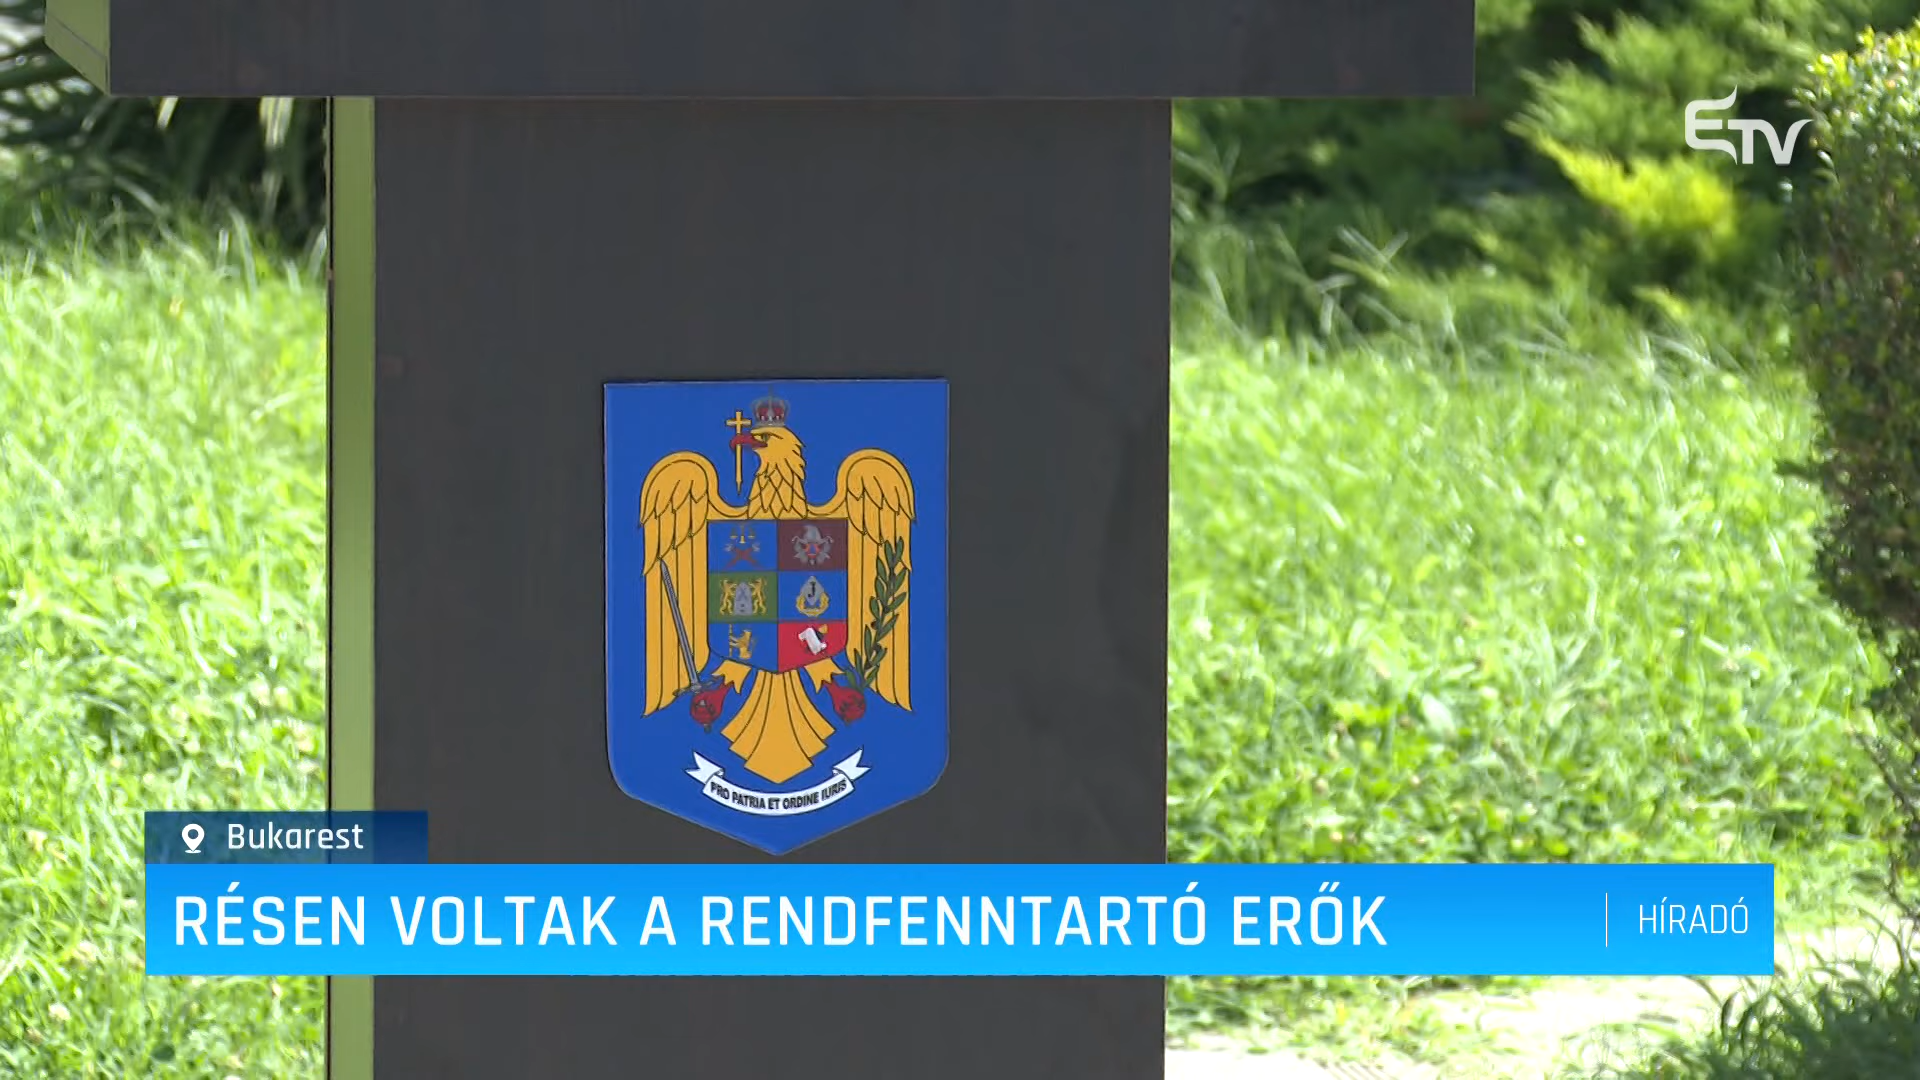 ETV
PRO PATRIA ET ORDINE IURIS
Bukarest
RÉSEN VOLTAK A RENDFENNTARTÓ ERŐK
HÍRADÓ